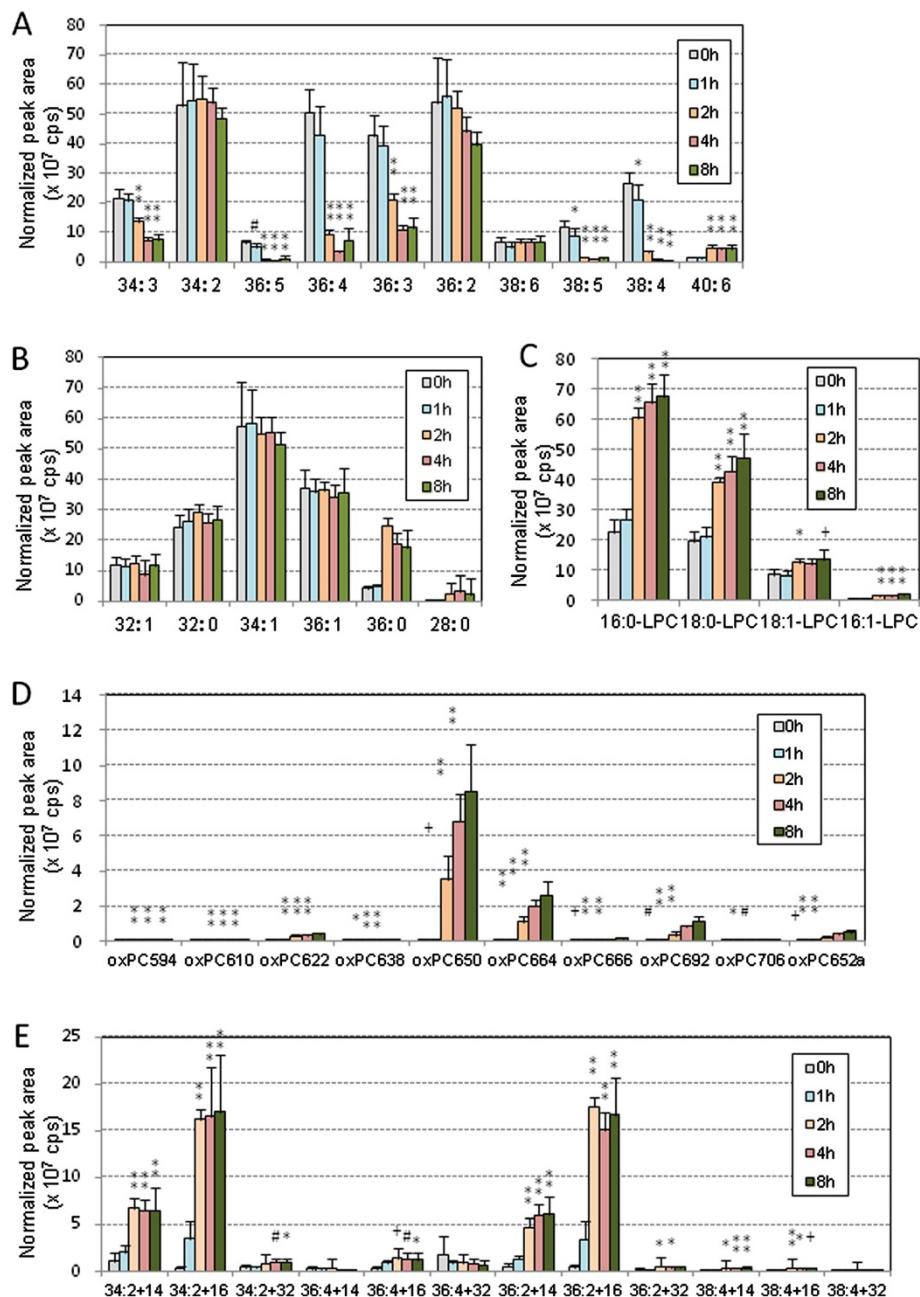 A
Normalized peak area
(x 10⁷ cps)
80
70
60
50
40
30
20
10
0
** ** **
# ** ** **
** ** **
** ** **
* ** ** **
* ** ** **
** ** **
0h
1h
2h
4h
8h
34:3 34:2 36:5 36:4 36:3 36:2 38:6 38:5 38:4 40:6
B
Normalized peak area
(x 10⁷ cps)
80
70
60
50
40
30
20
10
0
0h
1h
2h
4h
8h
32:1 32:0 34:1 36:1 36:0 28:0
C
Normalized peak area
(x 10⁷ cps)
80
70
60
50
40
30
20
10
0
** ** **
** ** **
* +
** ** **
0h
1h
2h
4h
8h
16:0-LPC 18:0-LPC 18:1-LPC 16:1-LPC
D
Normalized peak area
(x 10⁷ cps)
14
12
10
8
6
4
2
0
** ** **
** ** **
** ** **
* ** **
+ ** **
** ** **
+ ** **
# ** **
* #
+ ** **
0h
1h
2h
4h
8h
oxPC594 oxPC610 oxPC622 oxPC638 oxPC650 oxPC664 oxPC666 oxPC692 oxPC706 oxPC652a
E
Normalized peak area
(x 10⁷ cps)
25
20
15
10
5
0
** ** **
** ** **
# *
+ # *
** ** **
** ** **
* *
* ** **
** * +
0h
1h
2h
4h
8h
34:2+14 34:2+16 34:2+32 36:4+14 36:4+16 36:4+32 36:2+14 36:2+16 36:2+32 38:4+14 38:4+16 38:4+32